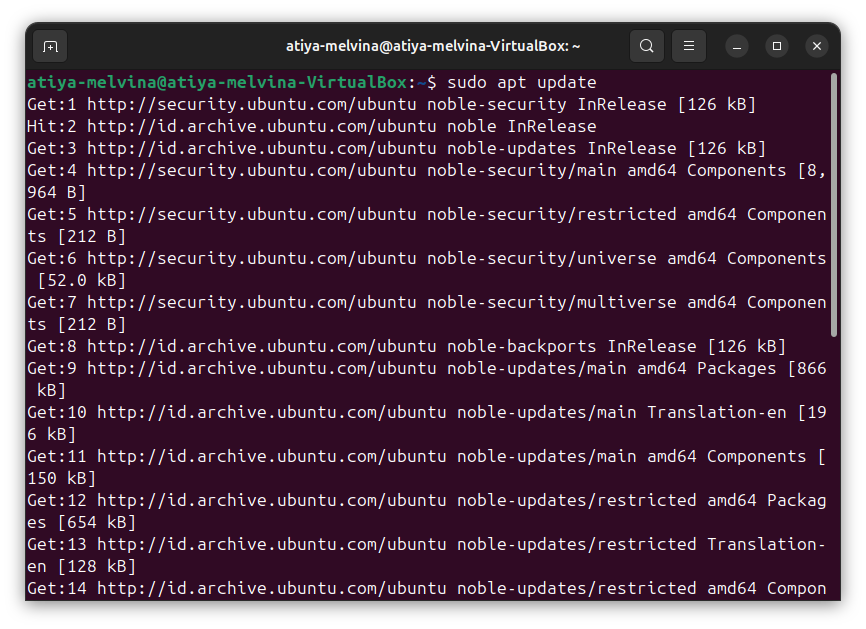 atiya-melvina@atiya-melvina-VirtualBox: ~
atiya-melvina@atiya-melvina-VirtualBox:~$ sudo apt update
Get:1 http://security.ubuntu.com/ubuntu noble-security InRelease [126 kB]
Hit:2 http://id.archive.ubuntu.com/ubuntu noble InRelease
Get:3 http://id.archive.ubuntu.com/ubuntu noble-updates InRelease [126 kB]
Get:4 http://security.ubuntu.com/ubuntu noble-security/main amd64 Components [8,
964 B]
Get:5 http://security.ubuntu.com/ubuntu noble-security/restricted amd64 Componen
ts [212 B]
Get:6 http://security.ubuntu.com/ubuntu noble-security/universe amd64 Components
 [52.0 kB]
Get:7 http://security.ubuntu.com/ubuntu noble-security/multiverse amd64 Componen
ts [212 B]
Get:8 http://id.archive.ubuntu.com/ubuntu noble-backports InRelease [126 kB]
Get:9 http://id.archive.ubuntu.com/ubuntu noble-updates/main amd64 Packages [866
 kB]
Get:10 http://id.archive.ubuntu.com/ubuntu noble-updates/main Translation-en [19
6 kB]
Get:11 http://id.archive.ubuntu.com/ubuntu noble-updates/main amd64 Components [
150 kB]
Get:12 http://id.archive.ubuntu.com/ubuntu noble-updates/restricted amd64 Packag
es [654 kB]
Get:13 http://id.archive.ubuntu.com/ubuntu noble-updates/restricted Translation-
en [128 kB]
Get:14 http://id.archive.ubuntu.com/ubuntu noble-updates/restricted amd64 Compon